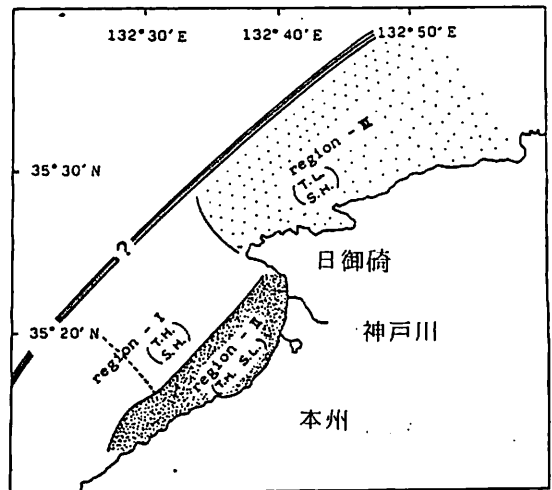 132°30'E 132°40'E 132°50'E
35°30'N
region - Ⅲ
(T.L.
S.H.)
日御碕
?
35°20'N
region - Ⅰ
(T.H.
S.H.)
神戸川
region - Ⅱ
(T.H. S.L.)
本州